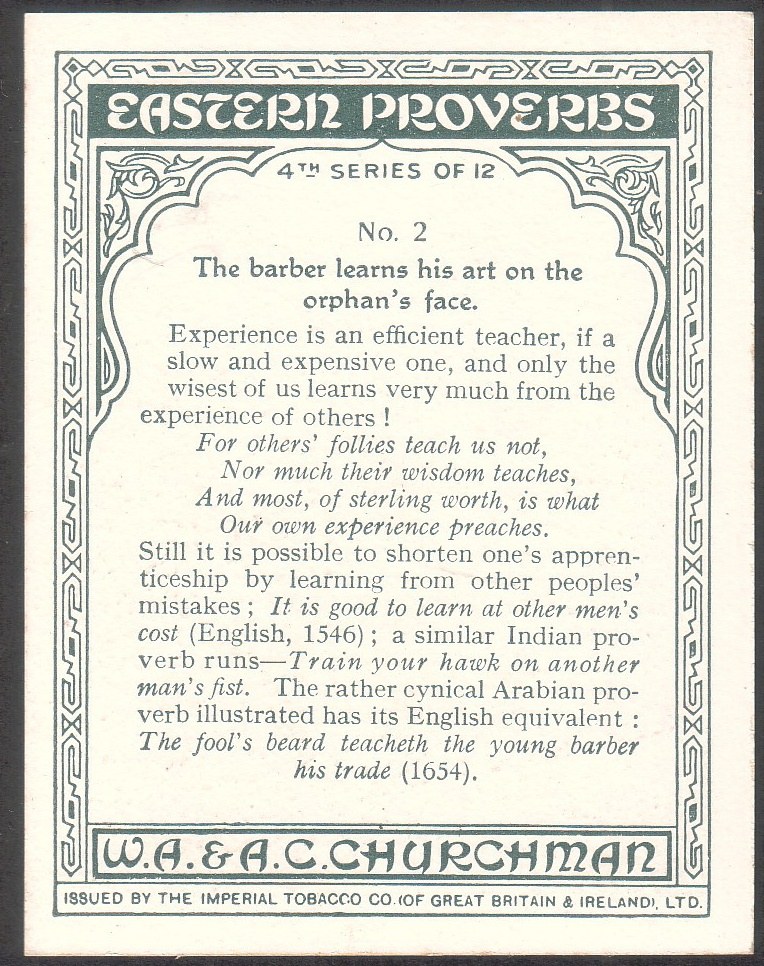 EASTERN PROVERBS
4TH SERIES OF 12
No. 2
The barber learns his art on the
orphan's face.
Experience is an efficient teacher, if a
slow and expensive one, and only the
wisest of us learns very much from the
experience of others !
For others' follies teach us not,
Nor much their wisdom teaches,
And most, of sterling worth, is what
Our own experience preaches.
Still it is possible to shorten one's appren-
ticeship by learning from other peoples'
mistakes ; It is good to learn at other men's
cost (English, 1546) ; a similar Indian pro-
verb runs—Train your hawk on another
man's fist. The rather cynical Arabian pro-
verb illustrated has its English equivalent :
The fool's beard teacheth the young barber
his trade (1654).
W.A. & A.C. CHURCHMAN
ISSUED BY THE IMPERIAL TOBACCO CO. (OF GREAT BRITAIN & IRELAND), LTD.